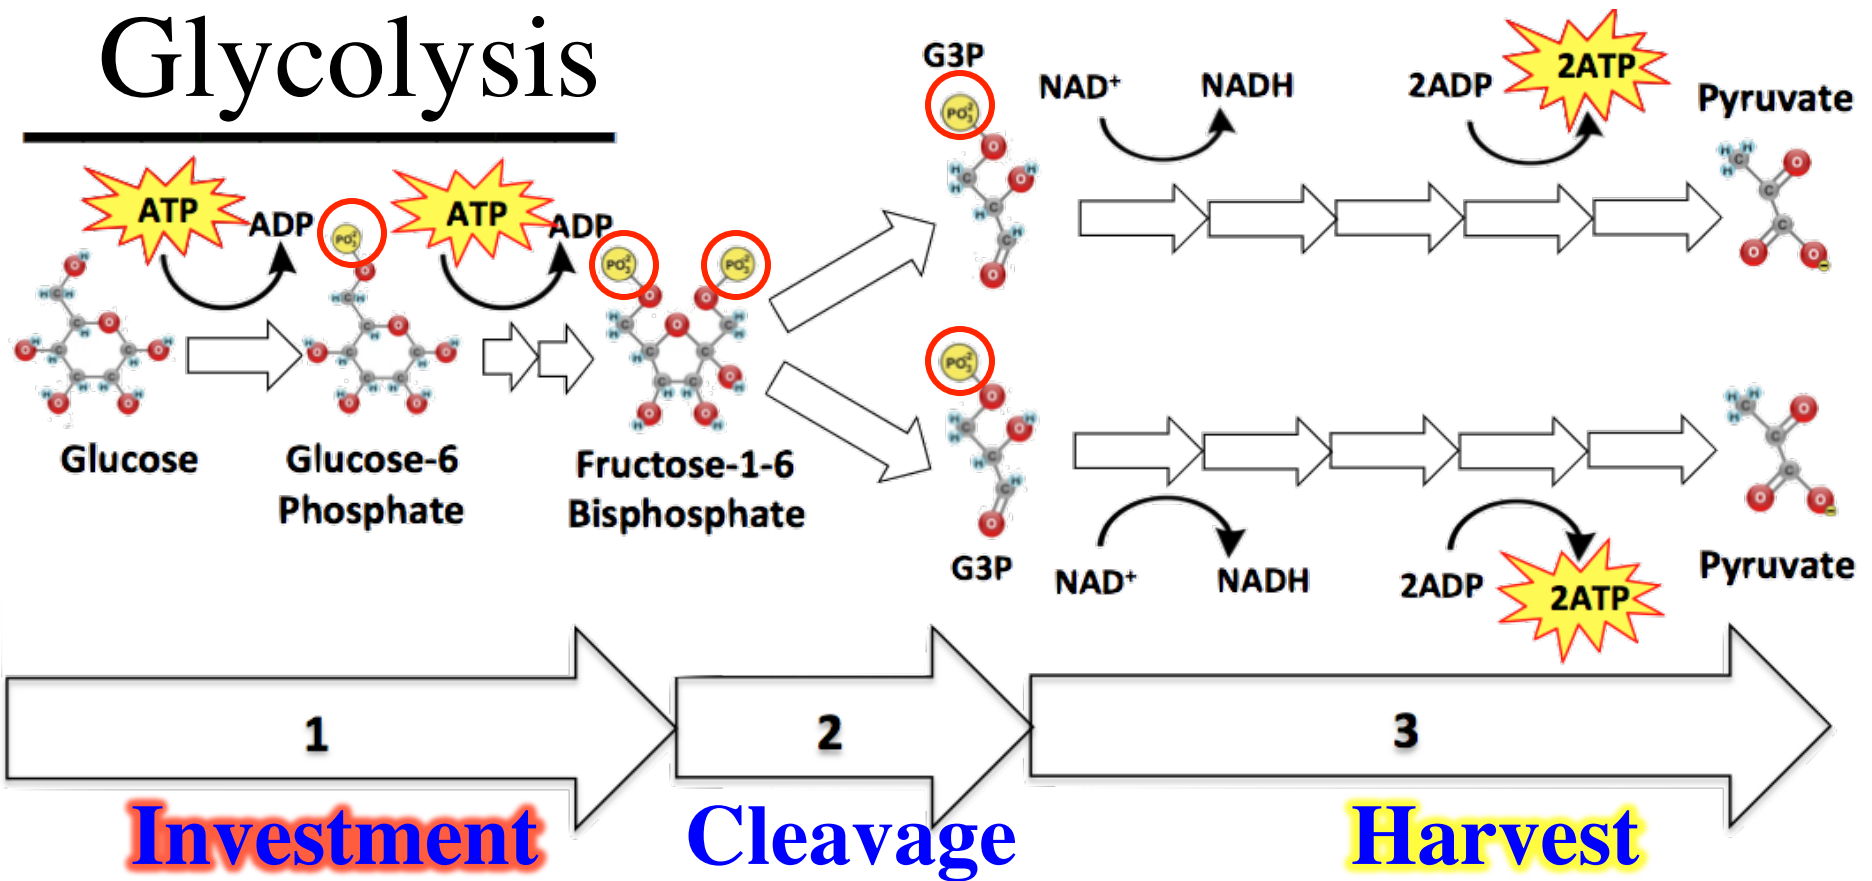 Glycolysis
ATP
ADP
ATP
ADP
Glucose
Glucose-6
Phosphate
Fructose-1-6
Bisphosphate
G3P
NAD⁺
NADH
2ADP
2ATP
Pyruvate
G3P
NAD⁺
NADH
2ADP
2ATP
Pyruvate
1
2
3
Investment
Cleavage
Harvest